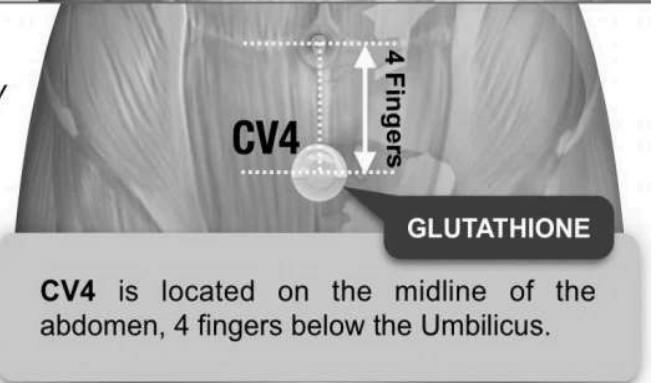 4 Fingers
CV4
GLUTATHIONE
CV4 is located on the midline of the
abdomen, 4 fingers below the Umbilicus.